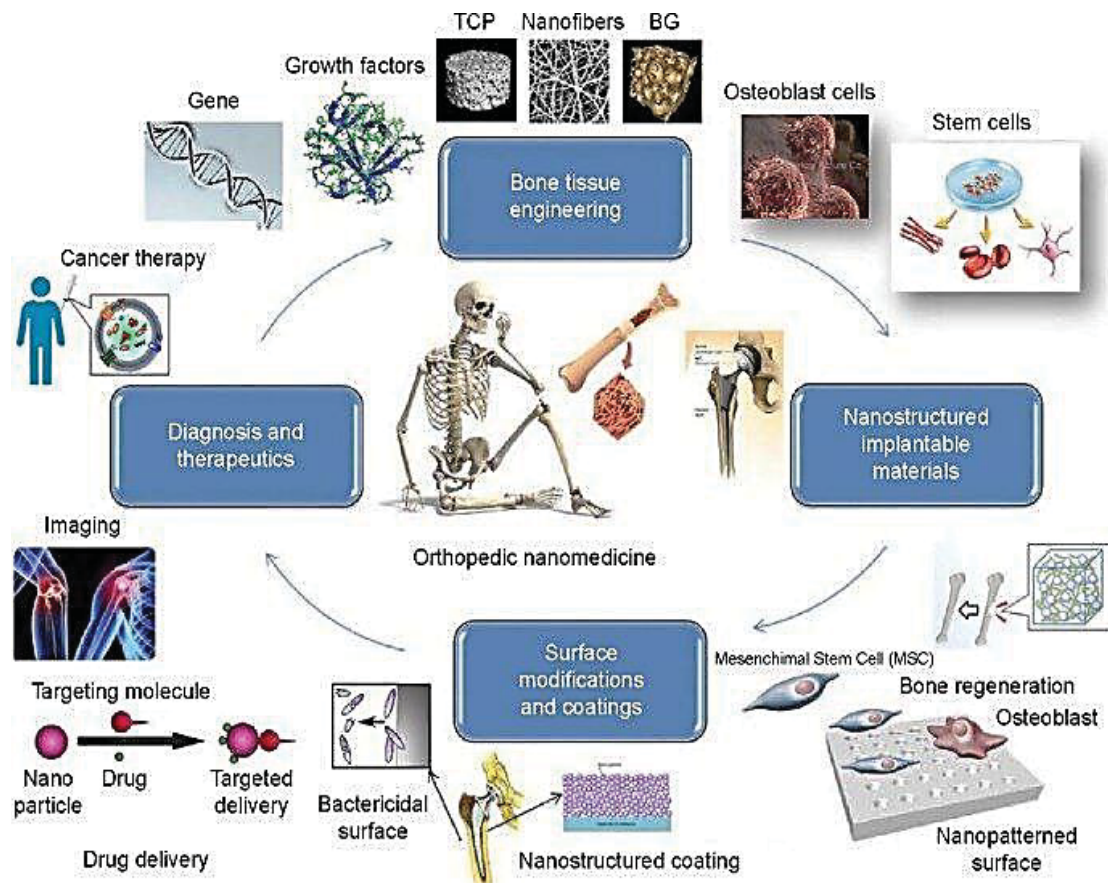 TCP Nanofibers BG
Growth factors
Gene
Osteoblast cells
Stem cells
Bone tissue
engineering
Cancer therapy
Diagnosis and
therapeutics
Nanostructured
implantable
materials
Imaging
Orthopedic nanomedicine
Surface
modifications
and coatings
Mesenchimal Stem Cell (MSC)
Bone regeneration
Osteoblast
Targeting molecule
Nano
particle
Drug
Targeted
delivery
Bactericidal
surface
Drug delivery
Nanostructured coating
Nanopatterned
surface